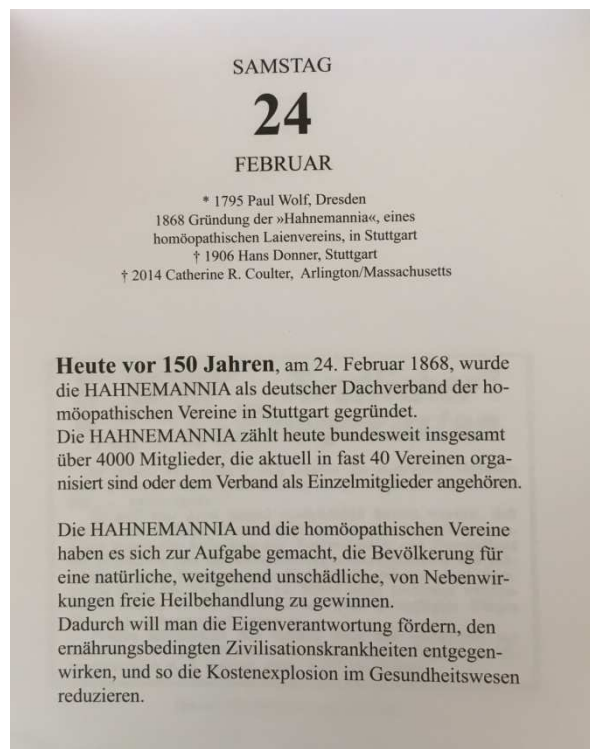 SAMSTAG
24
FEBRUAR
* 1795 Paul Wolf, Dresden
1868 Gründung der »Hahnemannia«, eines
homöopathischen Laienvereins, in Stuttgart
† 1906 Hans Donner, Stuttgart
† 2014 Catherine R. Coulter, Arlington/Massachusetts
Heute vor 150 Jahren, am 24. Februar 1868, wurde
die HAHNEMANNIA als deutscher Dachverband der ho-
möopathischen Vereine in Stuttgart gegründet.
Die HAHNEMANNIA zählt heute bundesweit insgesamt
über 4000 Mitglieder, die aktuell in fast 40 Vereinen orga-
nisiert sind oder dem Verband als Einzelmitglieder angehören.
Die HAHNEMANNIA und die homöopathischen Vereine
haben es sich zur Aufgabe gemacht, die Bevölkerung für
eine natürliche, weitgehend unschädliche, von Nebenwir-
kungen freie Heilbehandlung zu gewinnen.
Dadurch will man die Eigenverantwortung fördern, den
ernährungsbedingten Zivilisationskrankheiten entgegen-
wirken, und so die Kostenexplosion im Gesundheitswesen
reduzieren.